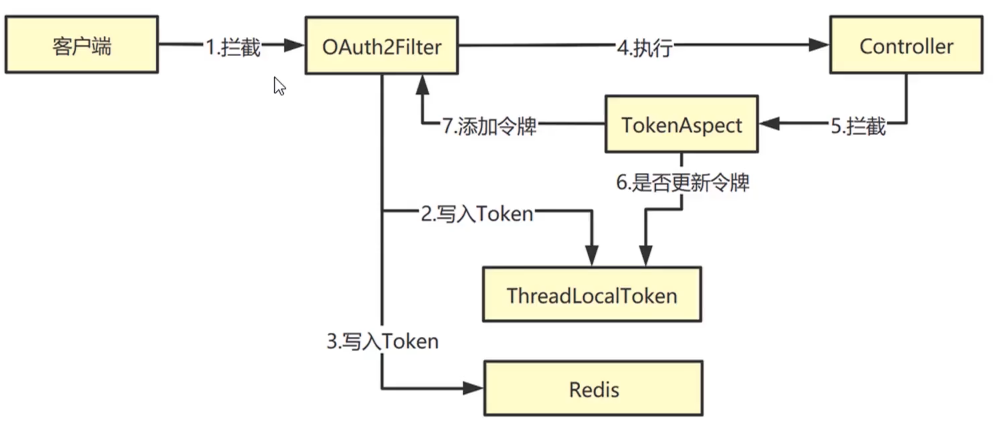 客户端
1.拦截
OAuth2Filter
4.执行
Controller
7.添加令牌
TokenAspect
5.拦截
6.是否更新令牌
2.写入Token
ThreadLocalToken
3.写入Token
Redis